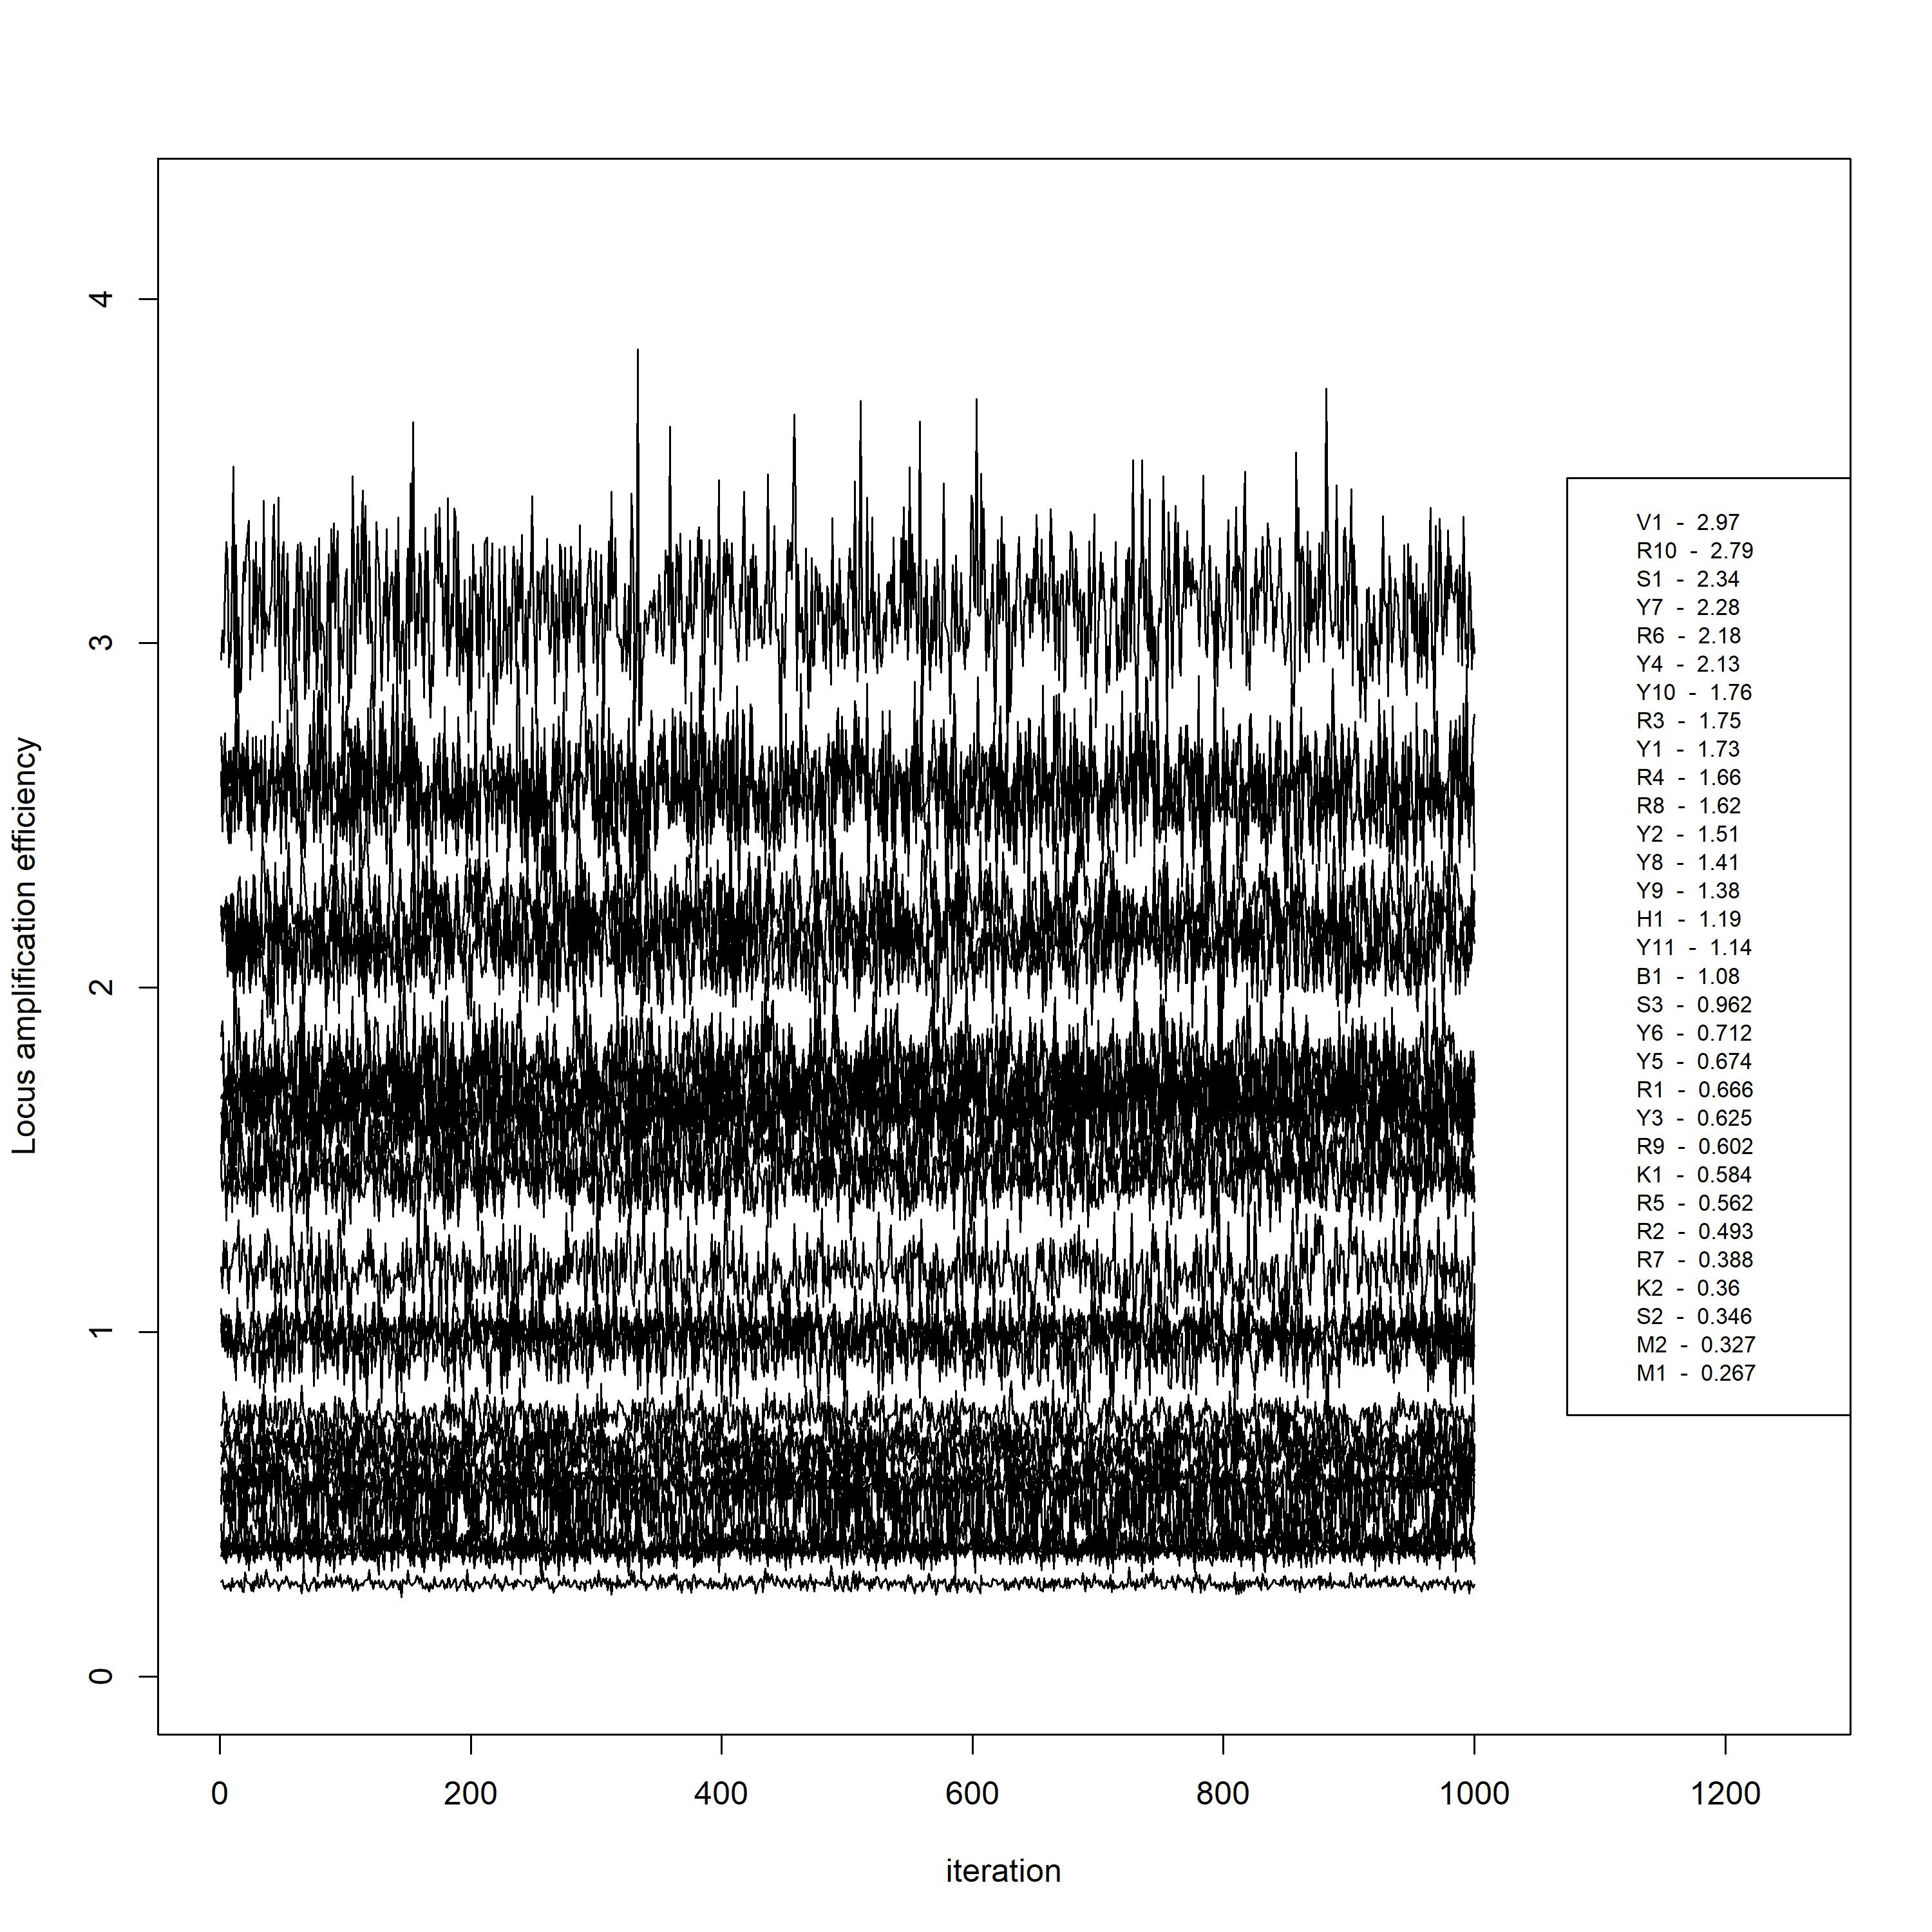 Locus amplification efficiency
4
3
2
1
0
V1 - 2.97
R10 - 2.79
S1 - 2.34
Y7 - 2.28
R6 - 2.18
Y4 - 2.13
Y10 - 1.76
R3 - 1.75
Y1 - 1.73
R4 - 1.66
R8 - 1.62
Y2 - 1.51
Y8 - 1.41
Y9 - 1.38
H1 - 1.19
Y11 - 1.14
B1 - 1.08
S3 - 0.962
Y6 - 0.712
Y5 - 0.674
R1 - 0.666
Y3 - 0.625
R9 - 0.602
K1 - 0.584
R5 - 0.562
R2 - 0.493
R7 - 0.388
K2 - 0.36
S2 - 0.346
M2 - 0.327
M1 - 0.267
0 200 400 600 800 1000 1200
iteration